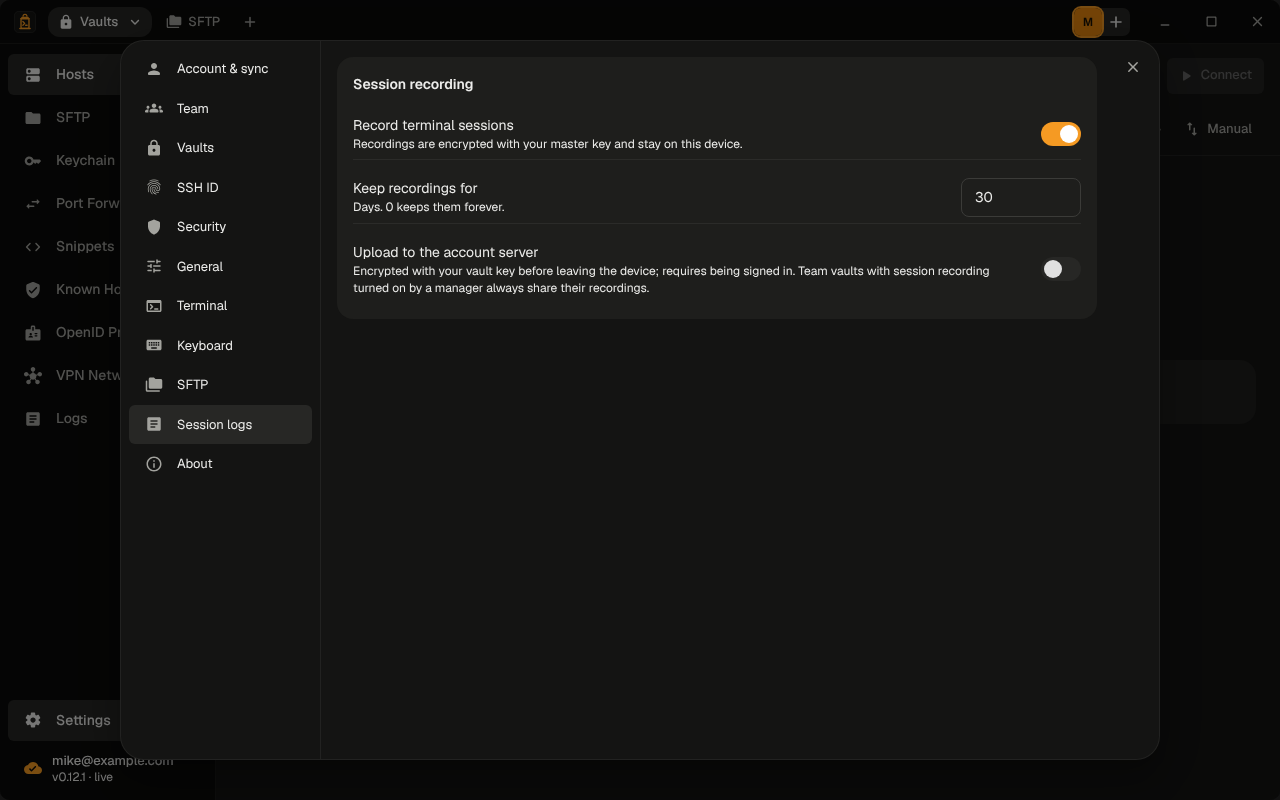 Vaults
SFTP
M
Hosts
SFTP
Keychain
Port Forw
Snippets
Known Ho
OpenID Pr
VPN Netw
Logs
Settings
mike@example.com
v0.12.1 · live
Account & sync
Team
Vaults
SSH ID
Security
General
Terminal
Keyboard
SFTP
Session logs
About
Session recording
Record terminal sessions
Recordings are encrypted with your master key and stay on this device.
Keep recordings for
Days. 0 keeps them forever.
30
Upload to the account server
Encrypted with your vault key before leaving the device; requires being signed in. Team vaults with session recording
turned on by a manager always share their recordings.
Connect
Manual